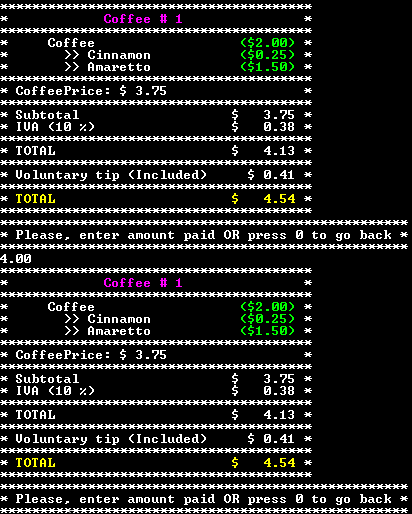 ***************************************
*            Coffee # 1               *
***************************************
*     Coffee                  ($2.00) *
*       >> Cinnamon           ($0.25) *
*       >> Amaretto           ($1.50) *
***************************************
* CoffeePrice: $ 3.75                 *
***************************************
* Subtotal                  $   3.75 *
* IVA (10 %)                $   0.38 *
***************************************
* TOTAL                     $   4.13 *
***************************************
* Voluntary tip (Included)    $ 0.41 *
***************************************
* TOTAL                     $   4.54 *
***************************************
***************************************************
* Please, enter amount paid OR press 0 to go back *
***************************************************
4.00
***************************************
*            Coffee # 1               *
***************************************
*     Coffee                  ($2.00) *
*       >> Cinnamon           ($0.25) *
*       >> Amaretto           ($1.50) *
***************************************
* CoffeePrice: $ 3.75                 *
***************************************
* Subtotal                  $   3.75 *
* IVA (10 %)                $   0.38 *
***************************************
* TOTAL                     $   4.13 *
***************************************
* Voluntary tip (Included)    $ 0.41 *
***************************************
* TOTAL                     $   4.54 *
***************************************
***************************************************
* Please, enter amount paid OR press 0 to go back *
***************************************************